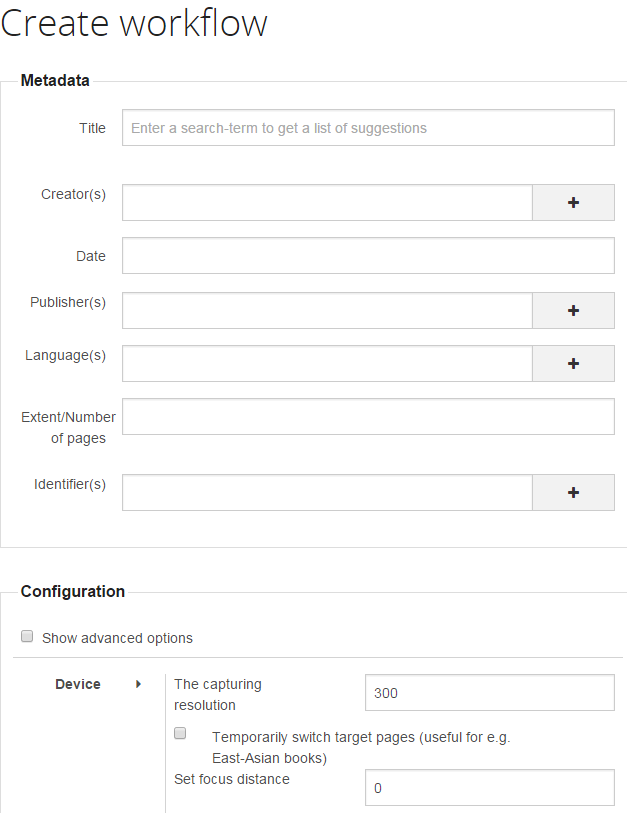 Create workflow
Metadata
Title
Enter a search-term to get a list of suggestions
Creator(s)
+
Date
Publisher(s)
+
Language(s)
+
Extent/Number
of pages
Identifier(s)
+
Configuration
Show advanced options
Device
The capturing
resolution
300
Temporarily switch target pages (useful for e.g.
East-Asian books)
Set focus distance
0